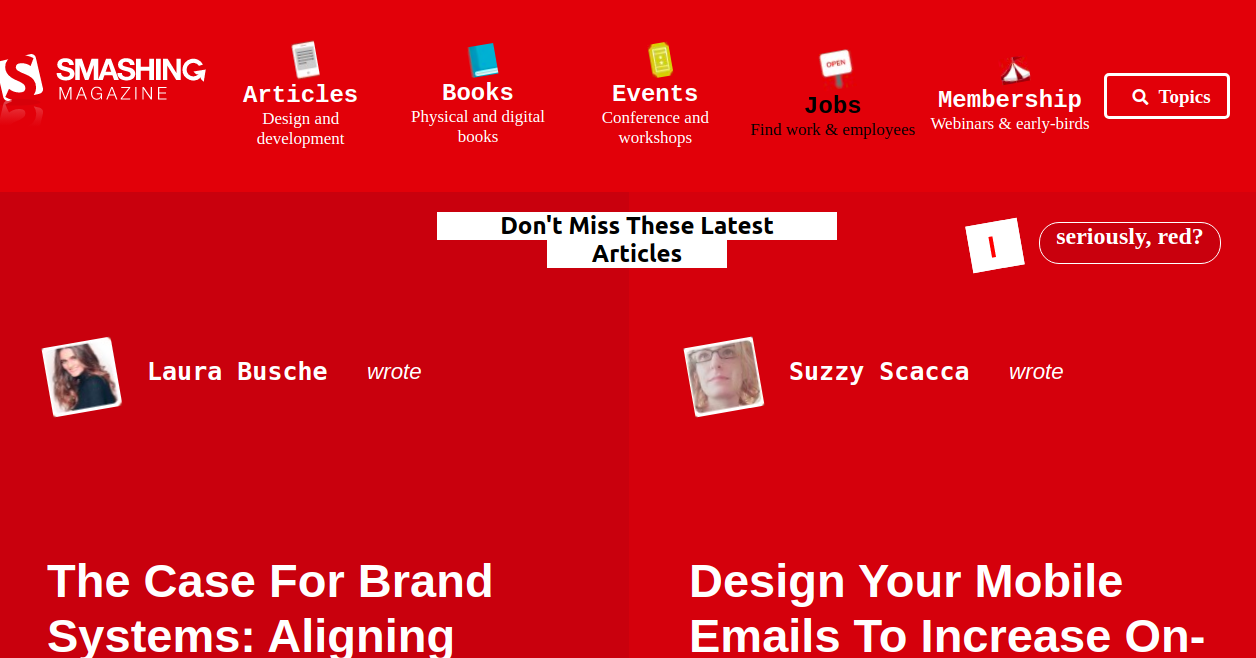 SMASHING
MAGAZINE
Articles
Design and
development
Books
Physical and digital
books
Events
Conference and
workshops
OPEN
Jobs
Find work & employees
Membership
Webinars & early-birds
Topics
Don't Miss These Latest
Articles
seriously, red?
Laura Busche wrote
Suzzy Scacca wrote
The Case For Brand
Systems: Aligning
Design Your Mobile
Emails To Increase On-